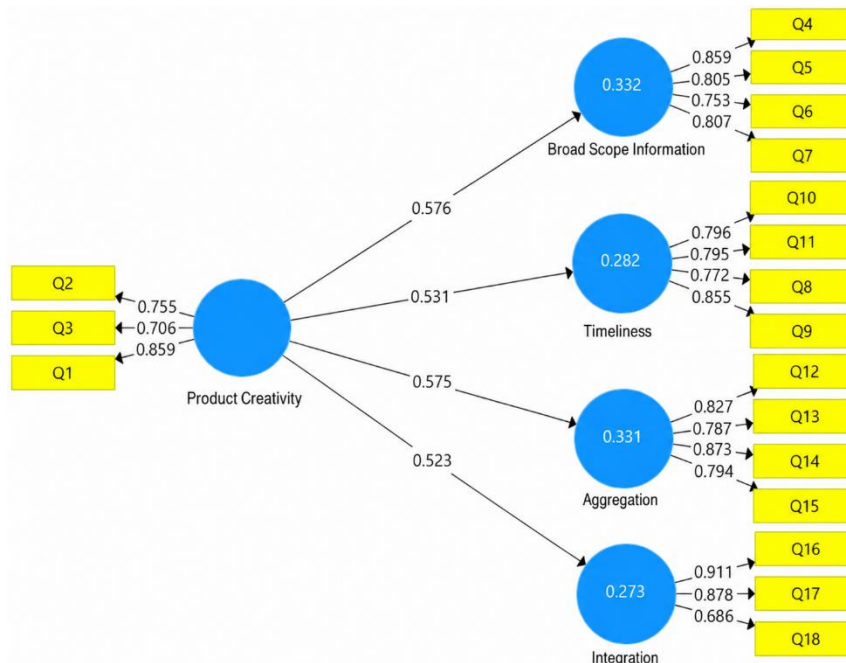 Q4
0.859
Q5
0.805
0.332
0.753
Q6
0.807
Broad Scope Information
Q7
Q10
0.576
0.796
Q11
0.795
0.282
0.772
Q8
0.855
Q9
Timeliness
Q2
0.755
Q3
0.706
0.859
Q1
Product Creativity
0.531
0.575
0.523
Q12
0.827
Q13
0.787
0.331
0.873
Q14
0.794
Aggregation
Q15
Q16
0.911
0.273
0.878
Q17
0.686
Q18
Integration